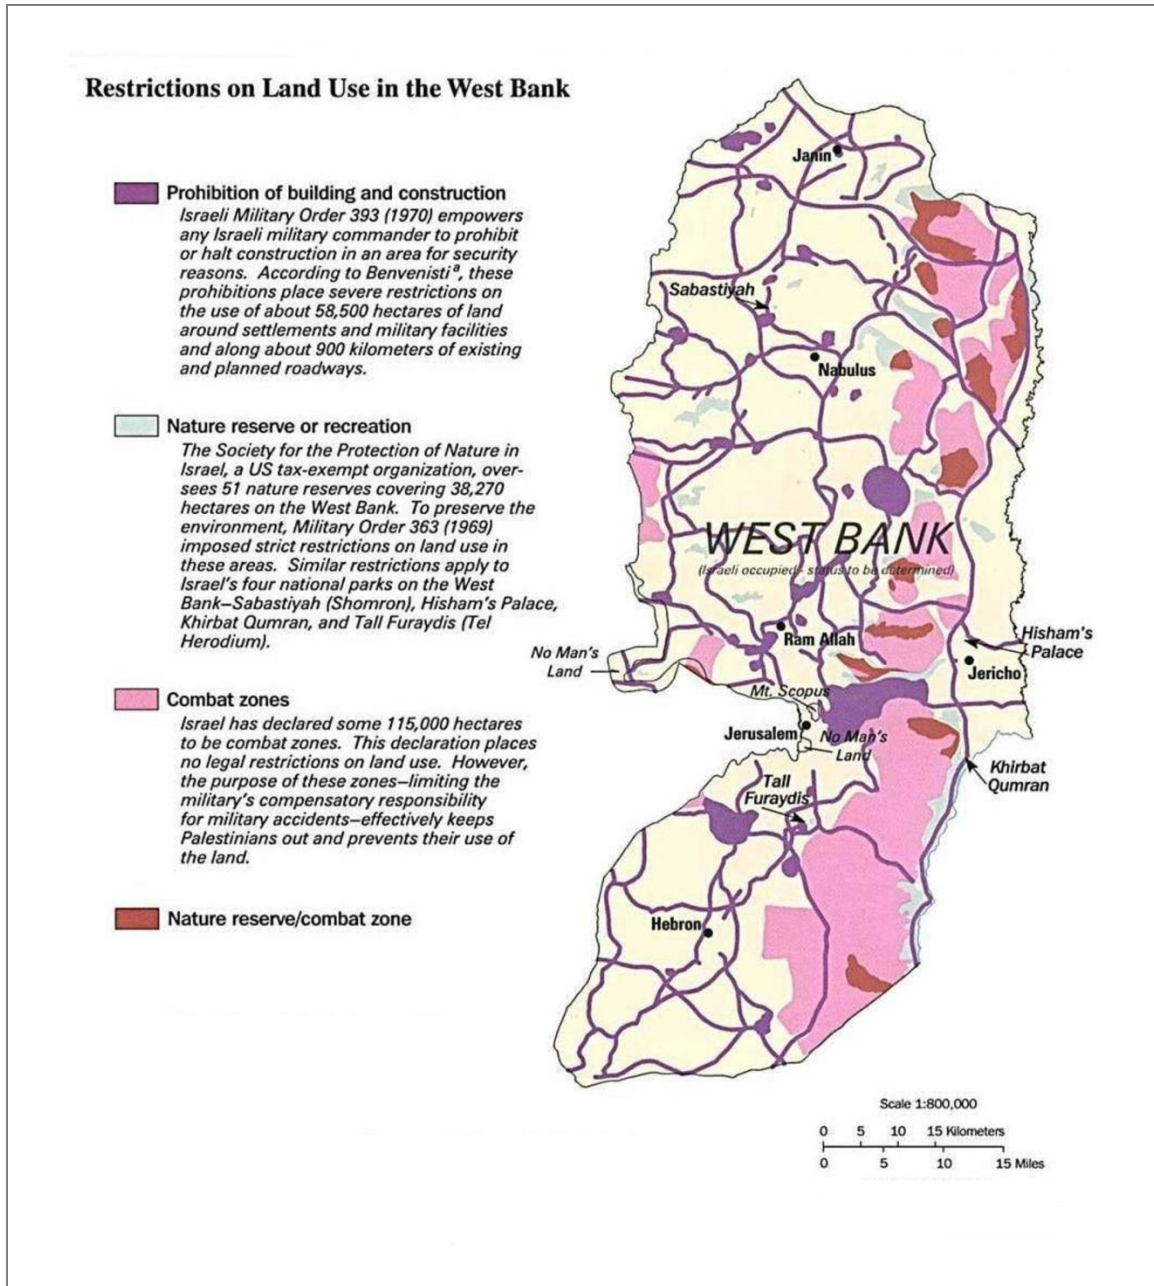 Restrictions on Land Use in the West Bank
Prohibition of building and construction
Israeli Military Order 393 (1970) empowers
any Israeli military commander to prohibit
or halt construction in an area for security
reasons. According to Benvenistiª, these
prohibitions place severe restrictions on
the use of about 58,500 hectares of land
around settlements and military facilities
and along about 900 kilometers of existing
and planned roadways.
Nature reserve or recreation
The Society for the Protection of Nature in
Israel, a US tax-exempt organization, over-
sees 51 nature reserves covering 38,270
hectares on the West Bank. To preserve the
environment, Military Order 363 (1969)
imposed strict restrictions on land use in
these areas. Similar restrictions apply to
Israel's four national parks on the West
Bank—Sabastiyah (Shomron), Hisham's Palace,
Khirbat Qumran, and Tall Furaydis (Tel
Herodium).
Combat zones
Israel has declared some 115,000 hectares
to be combat zones. This declaration places
no legal restrictions on land use. However,
the purpose of these zones—limiting the
military's compensatory responsibility
for military accidents—effectively keeps
Palestinians out and prevents their use of
the land.
Nature reserve/combat zone
Janin
Sabastiyah
Nabulus
WEST BANK
(Israeli occupied - status to be determined)
Ram Allah
Hisham's
Palace
Jericho
No Man's
Land
Mt. Scopus
Jerusalem
No Man's
Land
Khirbat
Qumran
Tall
Furaydis
Hebron
Scale 1:800,000
0 5 10 15 Kilometers
0 5 10 15 Miles